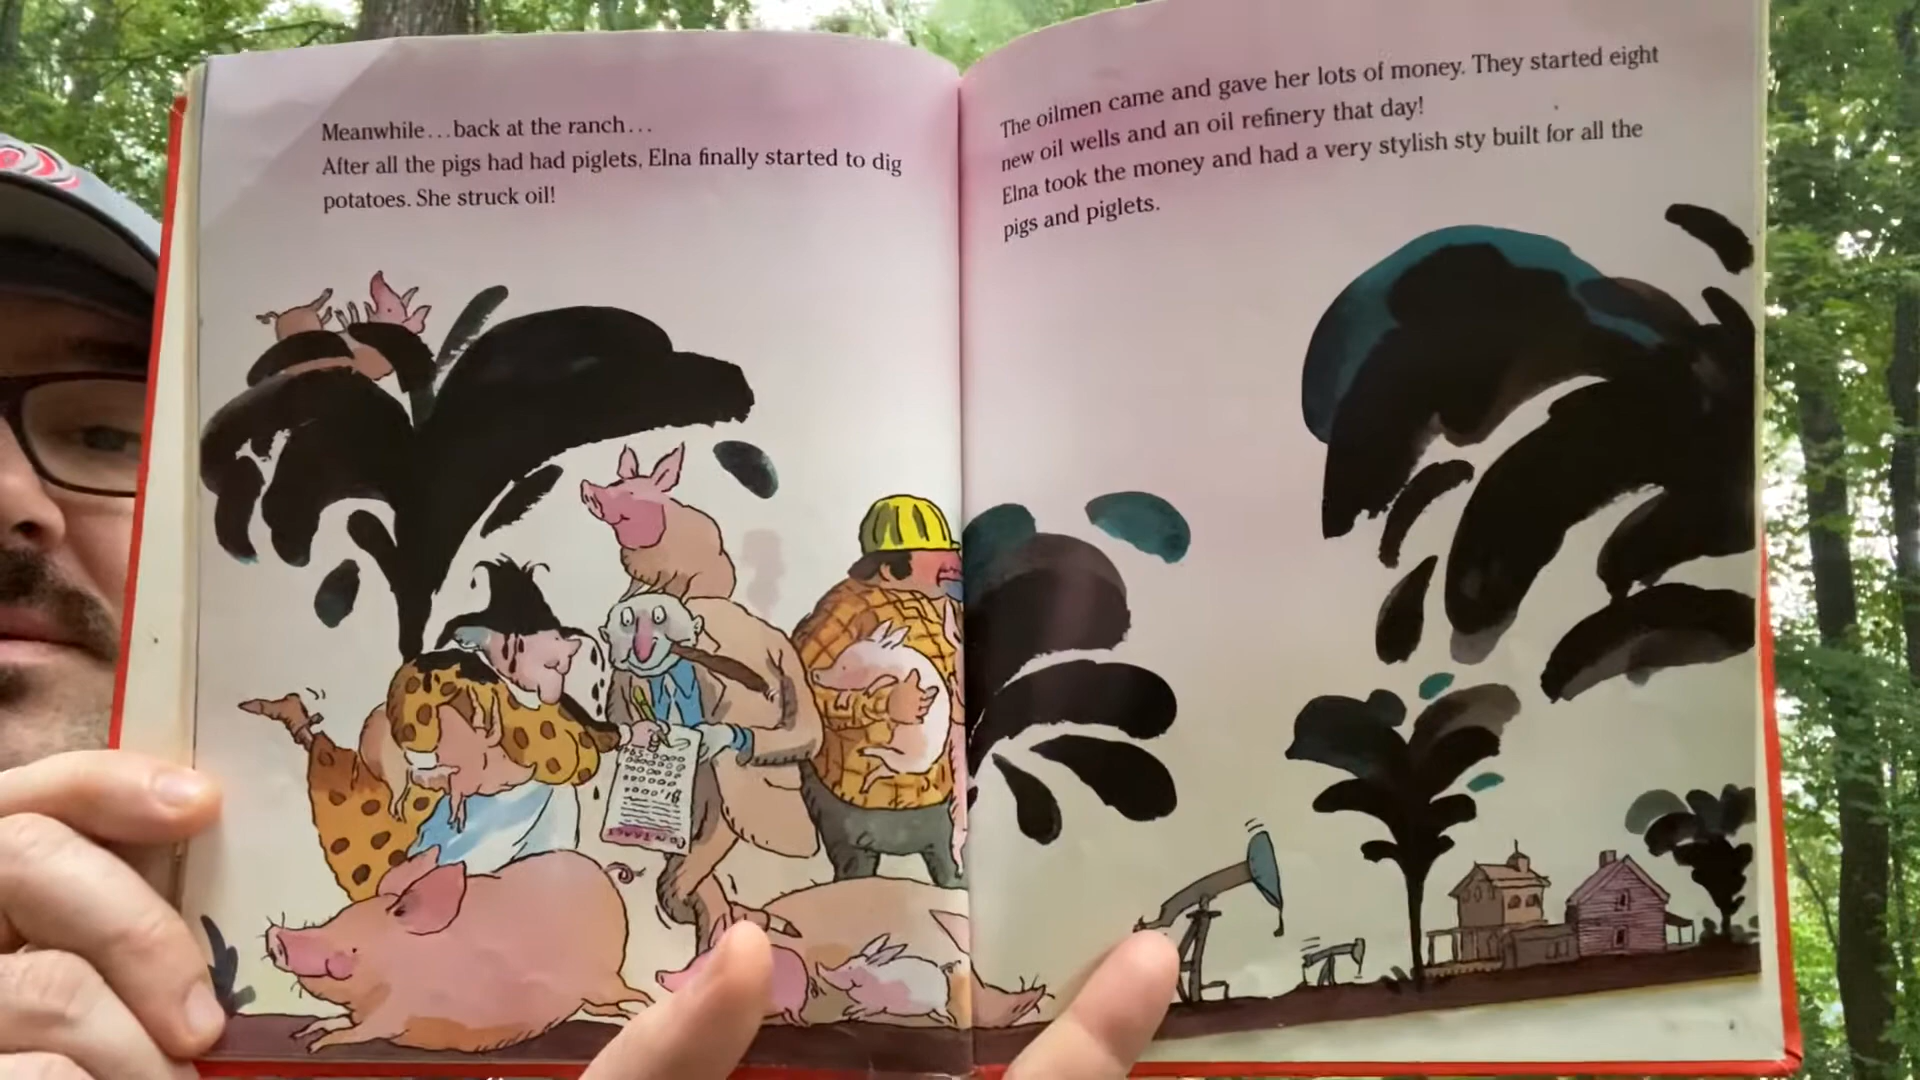 Meanwhile...back at the ranch...
After all the pigs had had piglets, Elna finally started to dig
potatoes. She struck oil!
The oilmen came and gave her lots of money. They started eight
new oil wells and an oil refinery that day!
Elna took the money and had a very stylish sty built for all the
pigs and piglets.